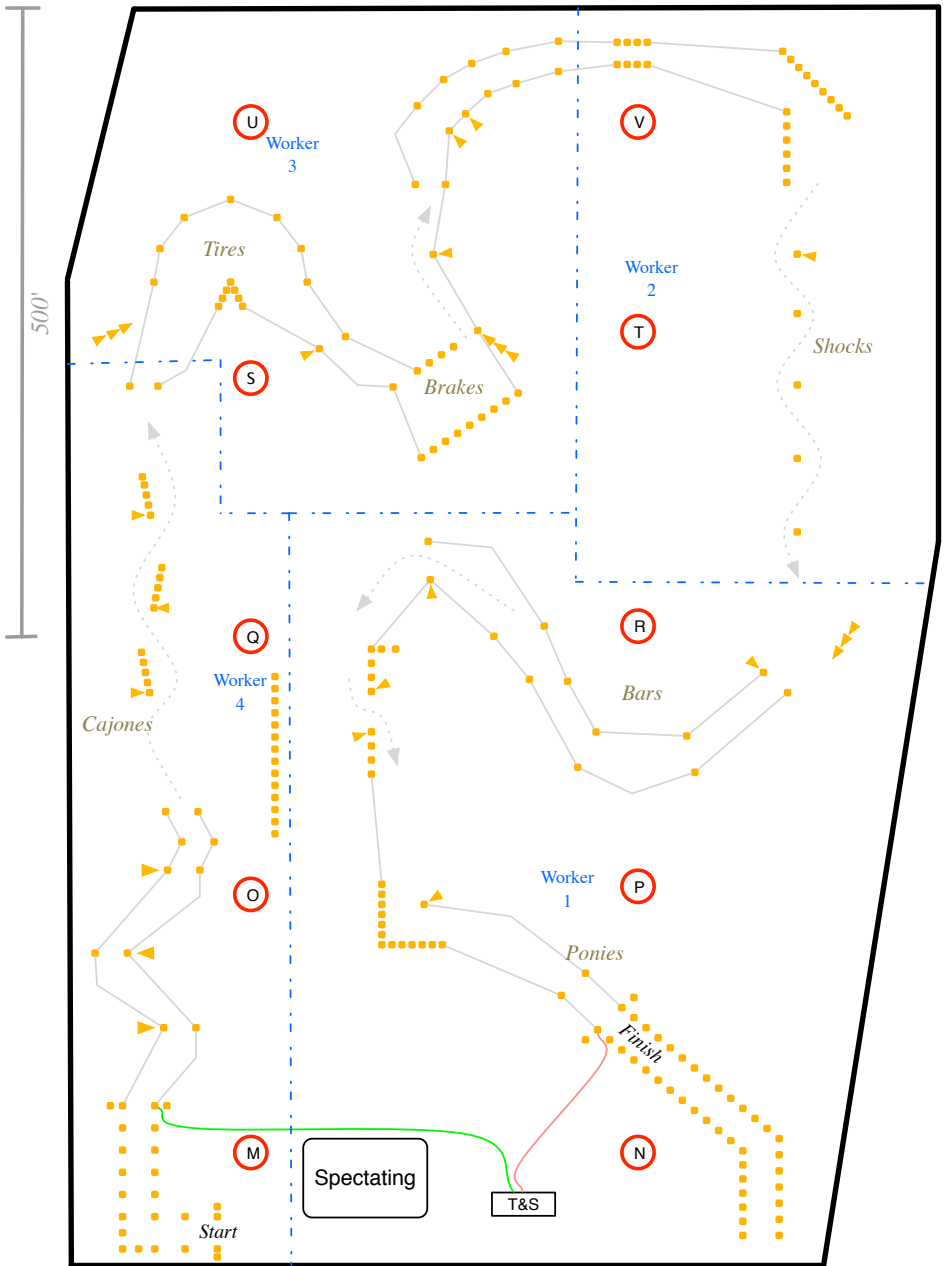 U
Worker
3
V
Tires
Worker
2
T
500'
Shocks
S
Brakes
Q
R
Worker
4
Bars
Cajones
O
Worker
1
P
Ponies
Finish
M
Spectating
N
T&S
Start